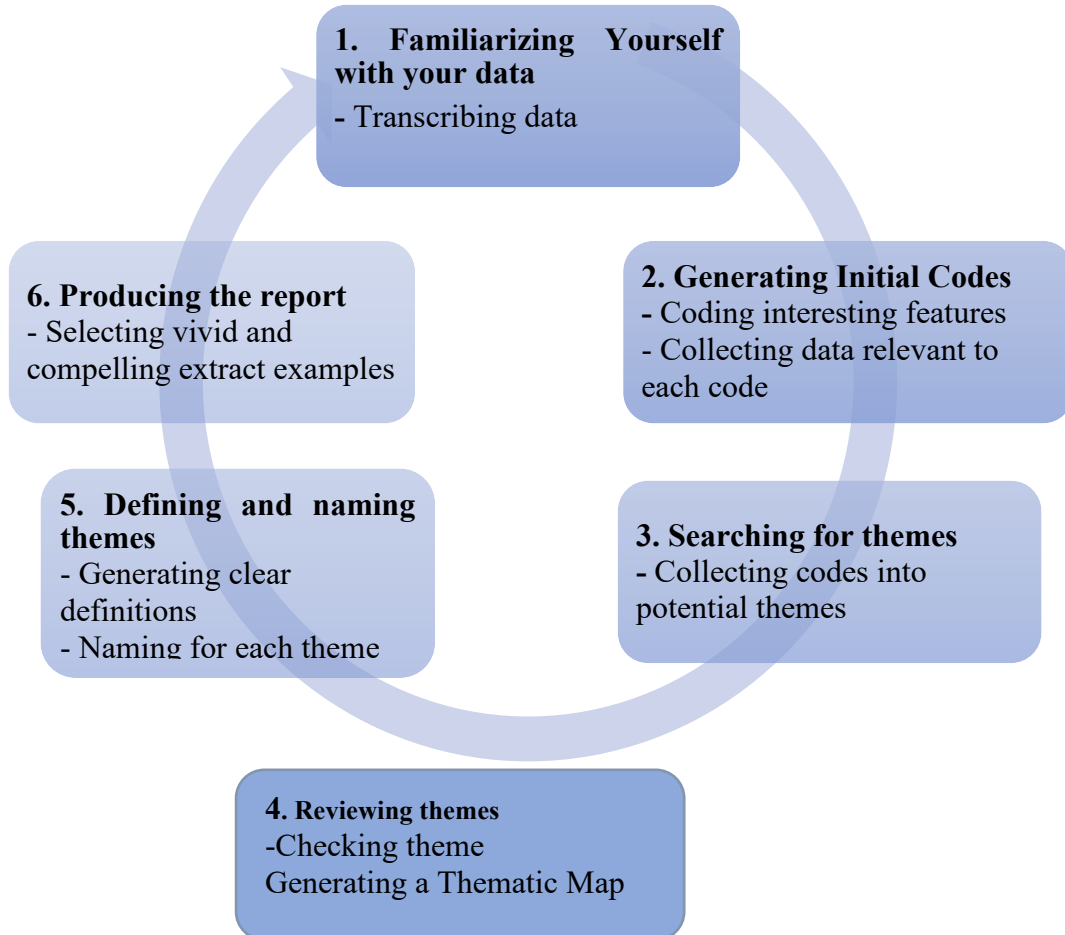 1. Familiarizing Yourself
with your data
- Transcribing data
2. Generating Initial Codes
- Coding interesting features
- Collecting data relevant to
each code
3. Searching for themes
- Collecting codes into
potential themes
4. Reviewing themes
-Checking theme
Generating a Thematic Map
5. Defining and naming
themes
- Generating clear
definitions
- Naming for each theme
6. Producing the report
- Selecting vivid and
compelling extract examples